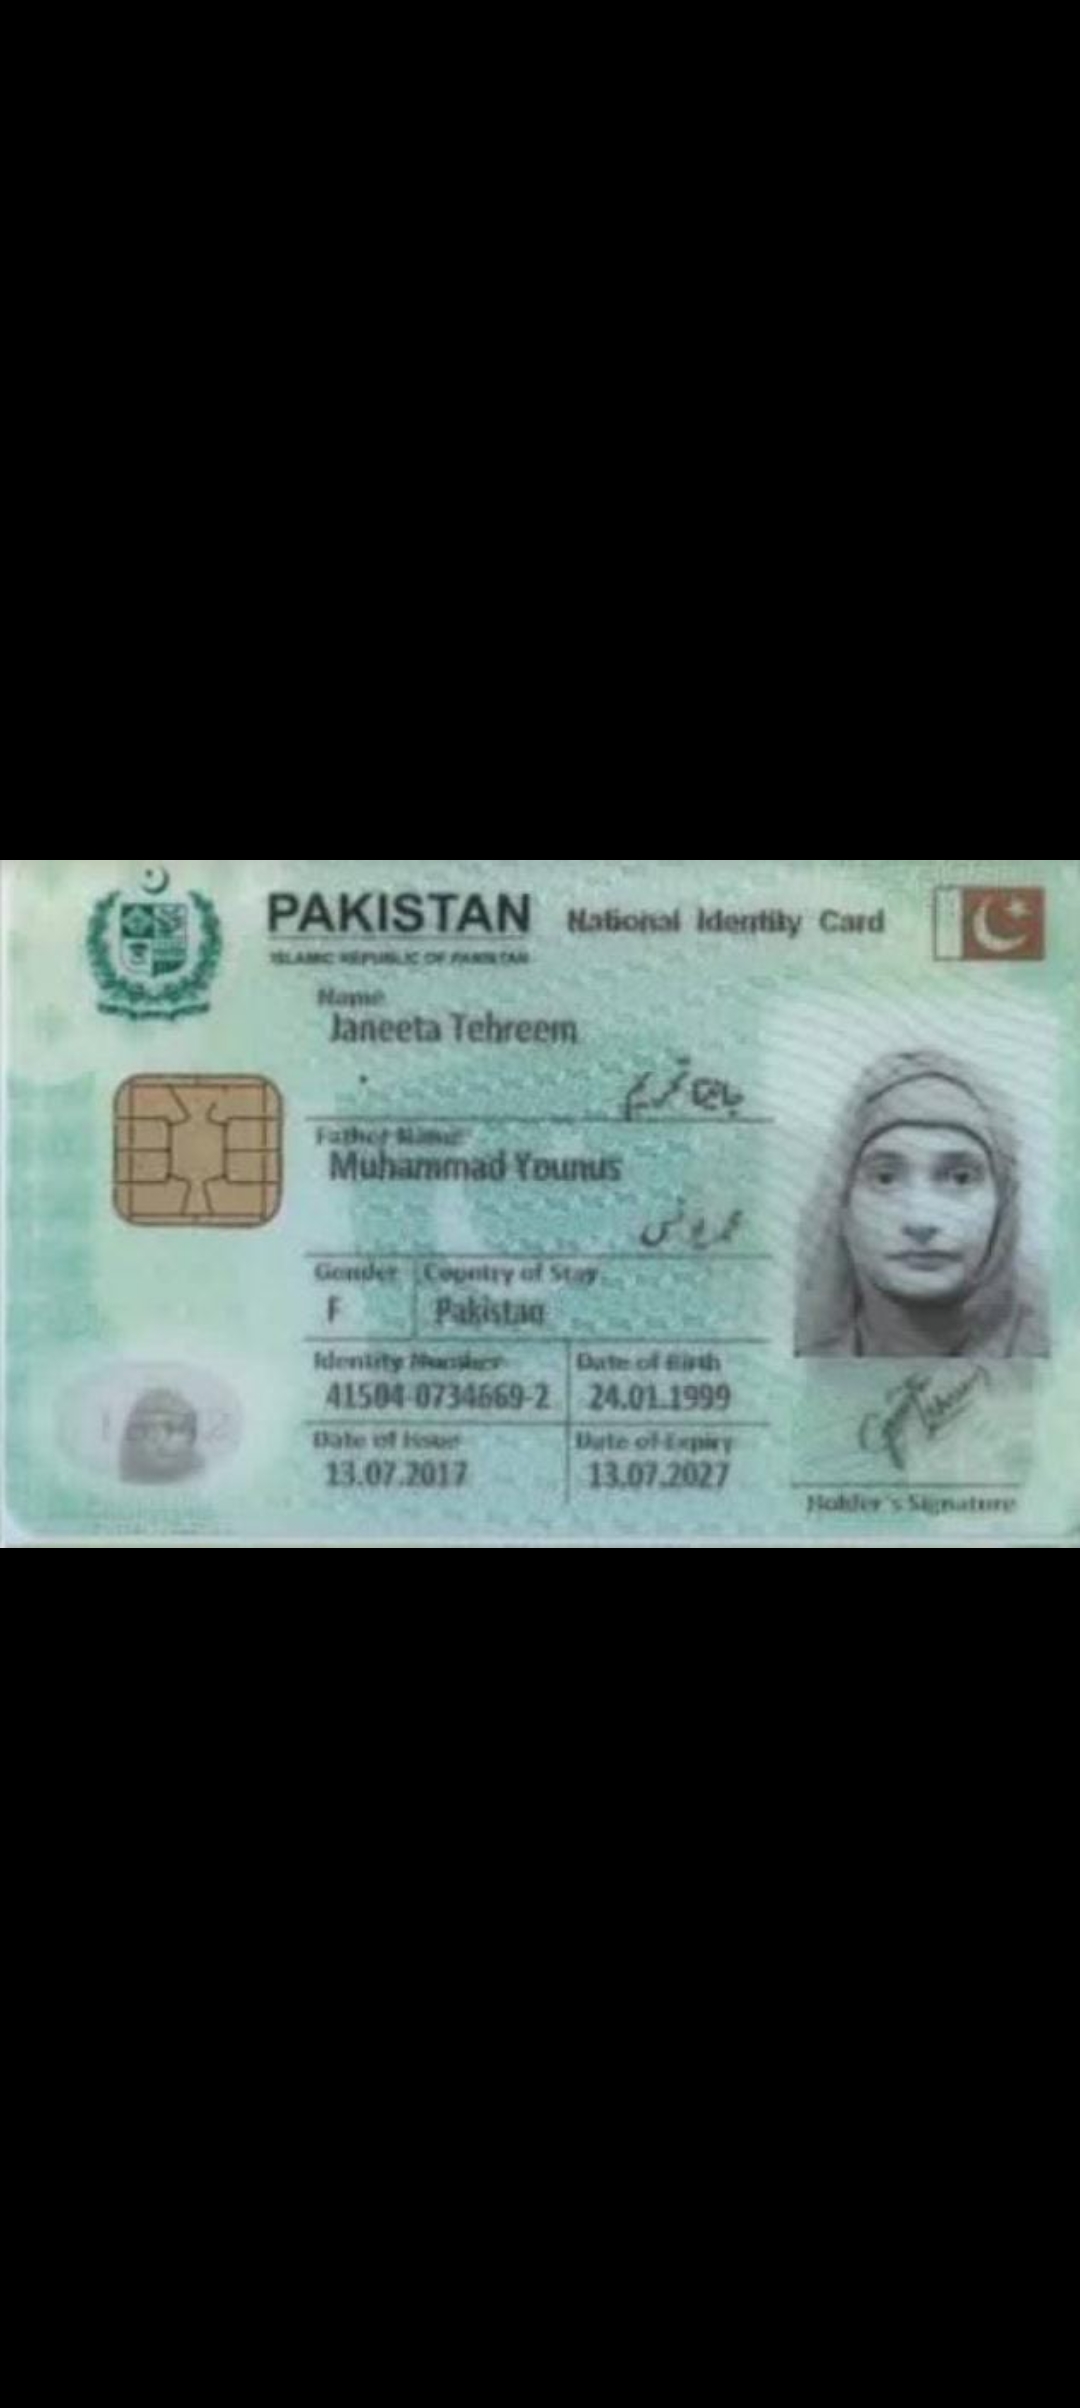 PAKISTAN National Identity Card
ISLAMIC REPUBLIC OF PAKISTAN
Name
Janeeta Tehreem
جانیتا تحریم
Father Name
Muhammad Younus
محمد یونس
Gender Country of Stay
F Pakistan
Identity Number Date of Birth
41504-0734669-2 24.01.1999
Date of Issue Date of Expiry
13.07.2017 13.07.2027
Holder's Signature